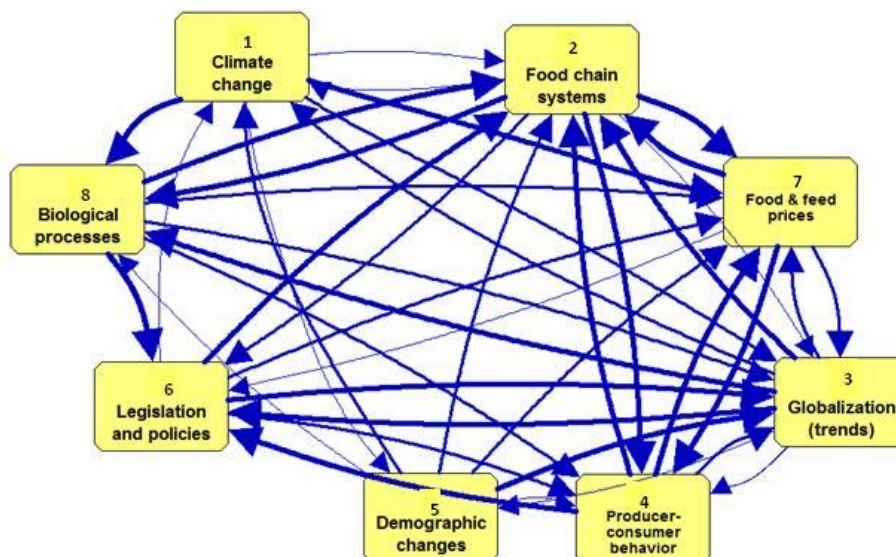 1
Climate
change
2
Food chain
systems
8
Biological
processes
7
Food & feed
prices
6
Legislation
and policies
3
Globalization
(trends)
5
Demographic
changes
4
Producer-
consumer
behavior